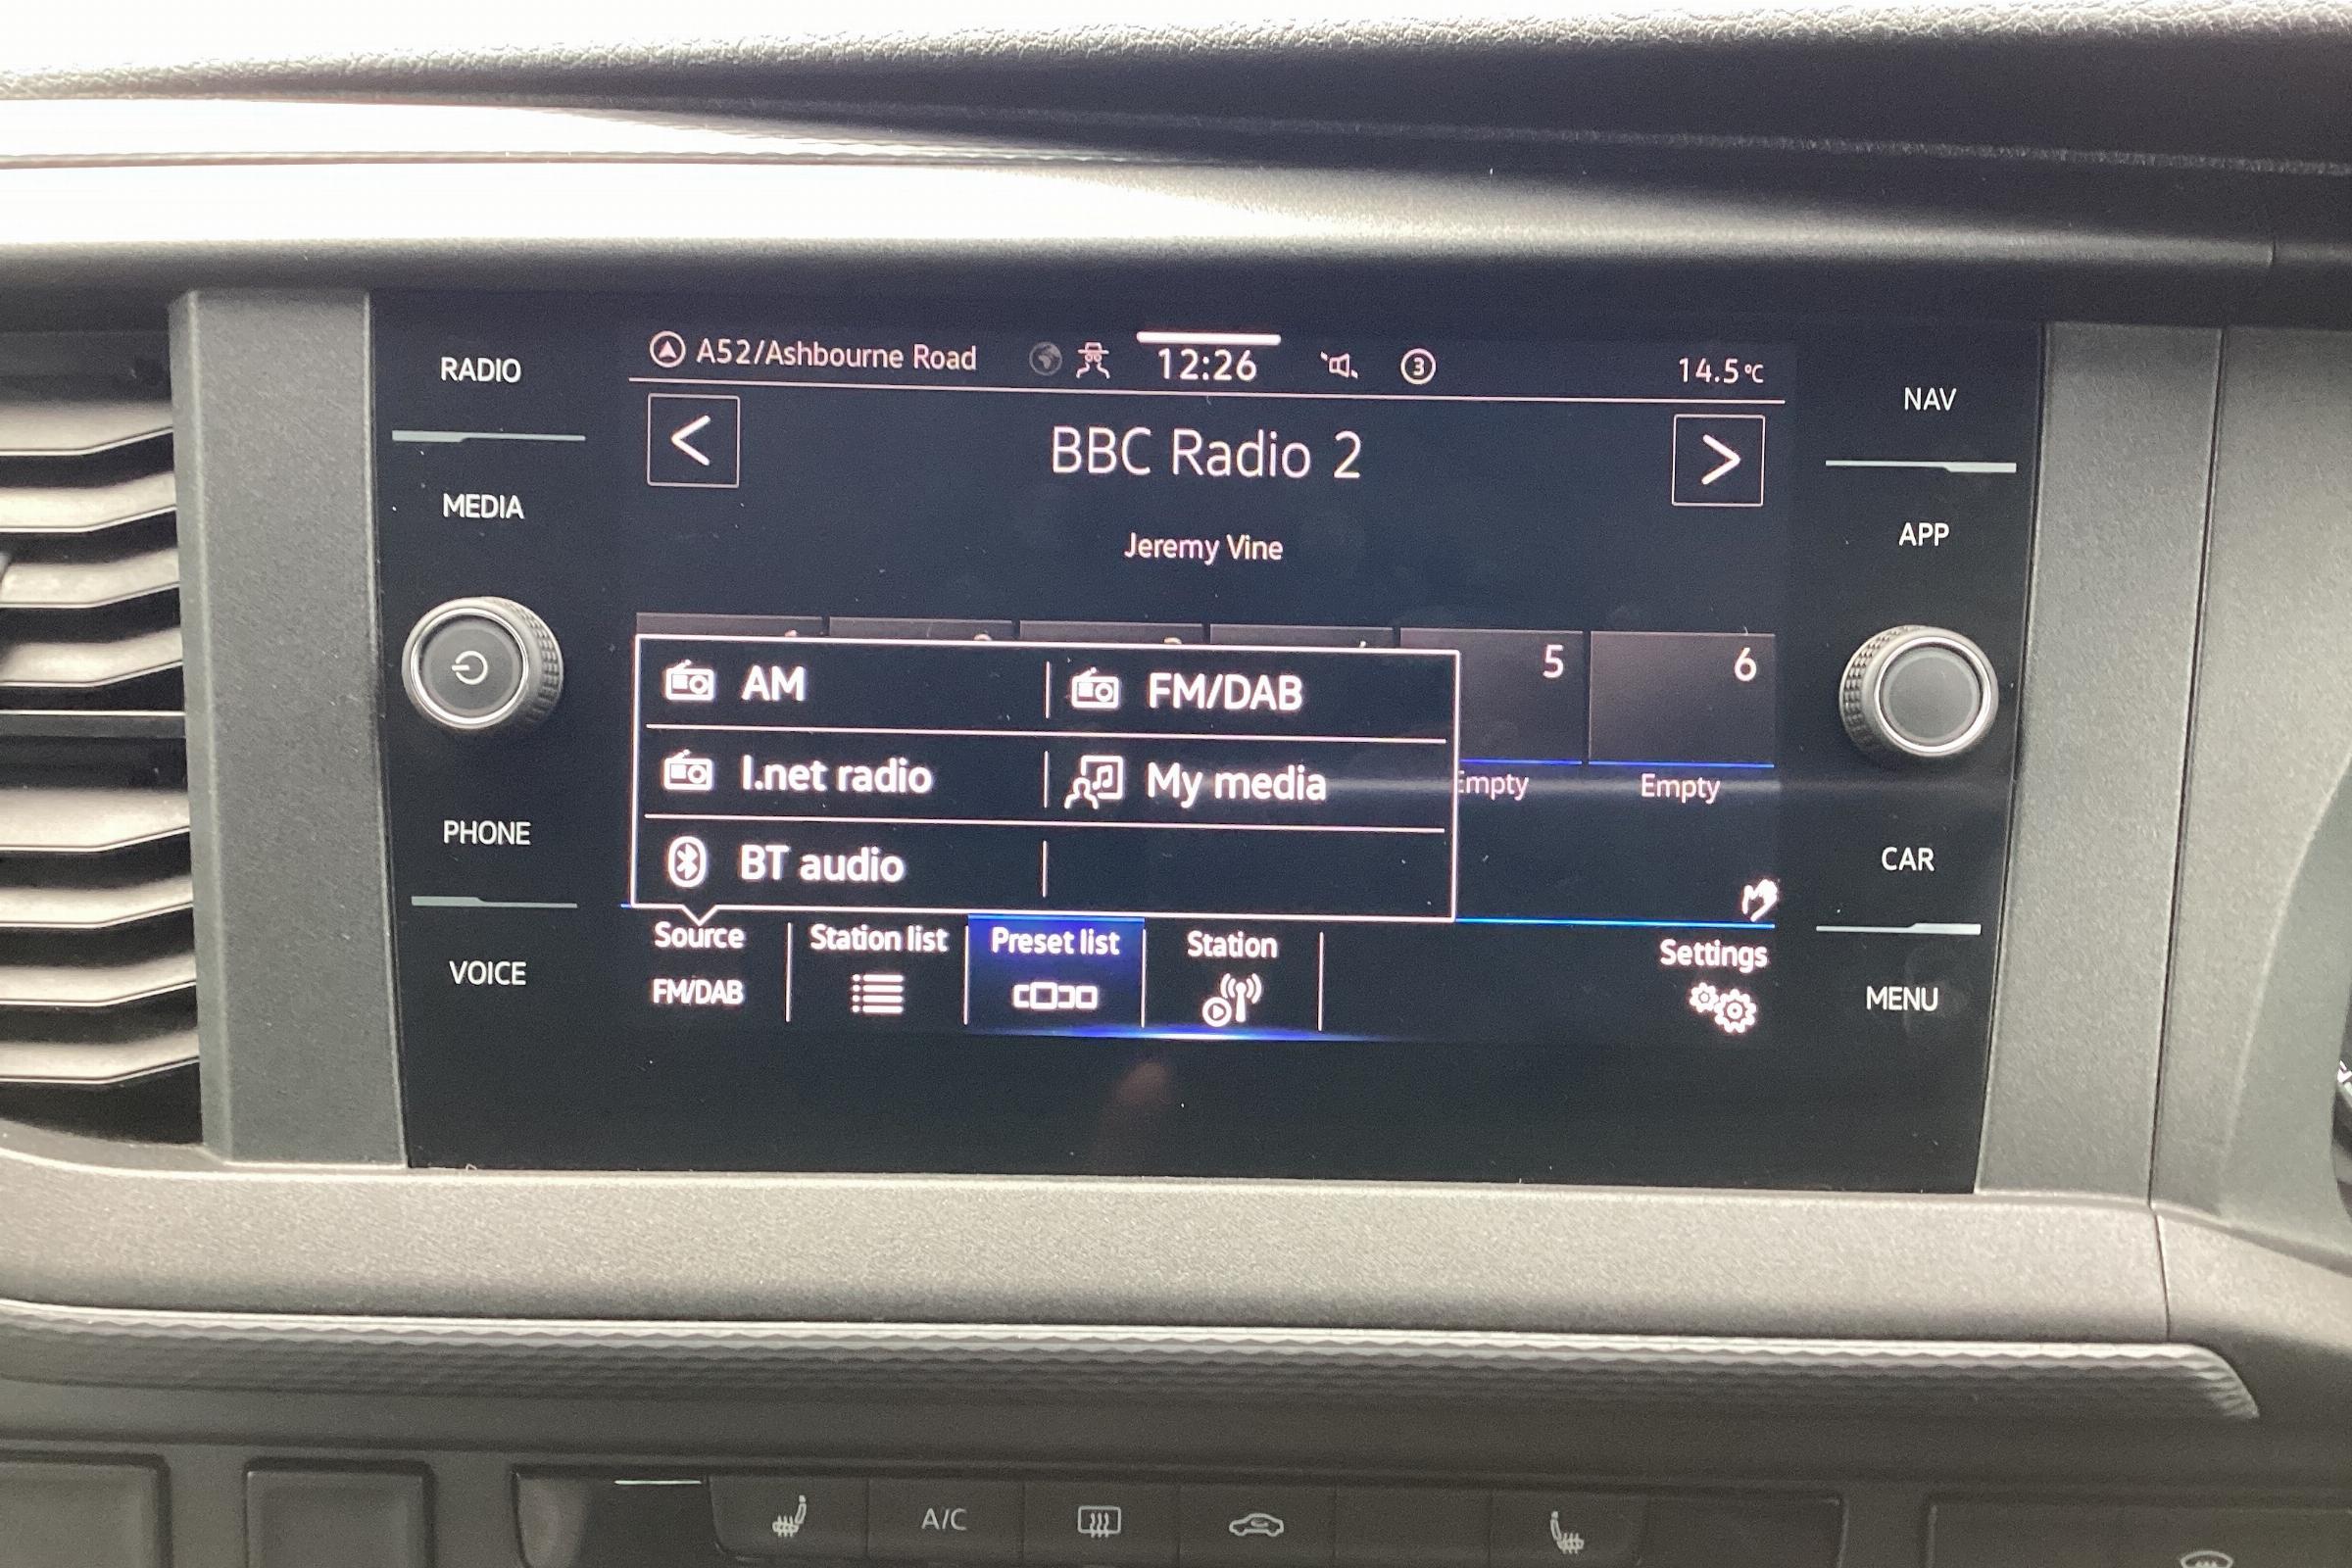 RADIO
MEDIA
PHONE
VOICE
A52/Ashbourne Road
12:26
3
14.5°C
<
BBC Radio 2
>
Jeremy Vine
5
6
AM
FM/DAB
I.net radio
My media
BT audio
Empty
Empty
Source
Station list
Preset list
Station
Settings
FM/DAB
NAV
APP
CAR
MENU
A/C